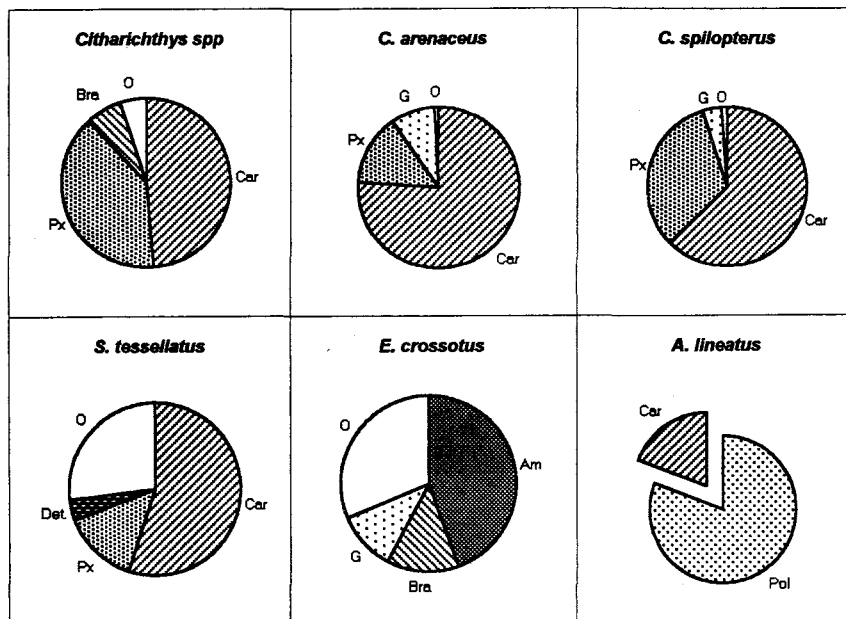 Citharichthys spp
O
Bra
Car
Px
C. arenaceus
G
O
Px
Car
C. spilopterus
G
O
Px
Car
S. tessellatus
O
Det.
Car
Px
E. crossotus
O
Am
G
Bra
A. lineatus
Car
Pol